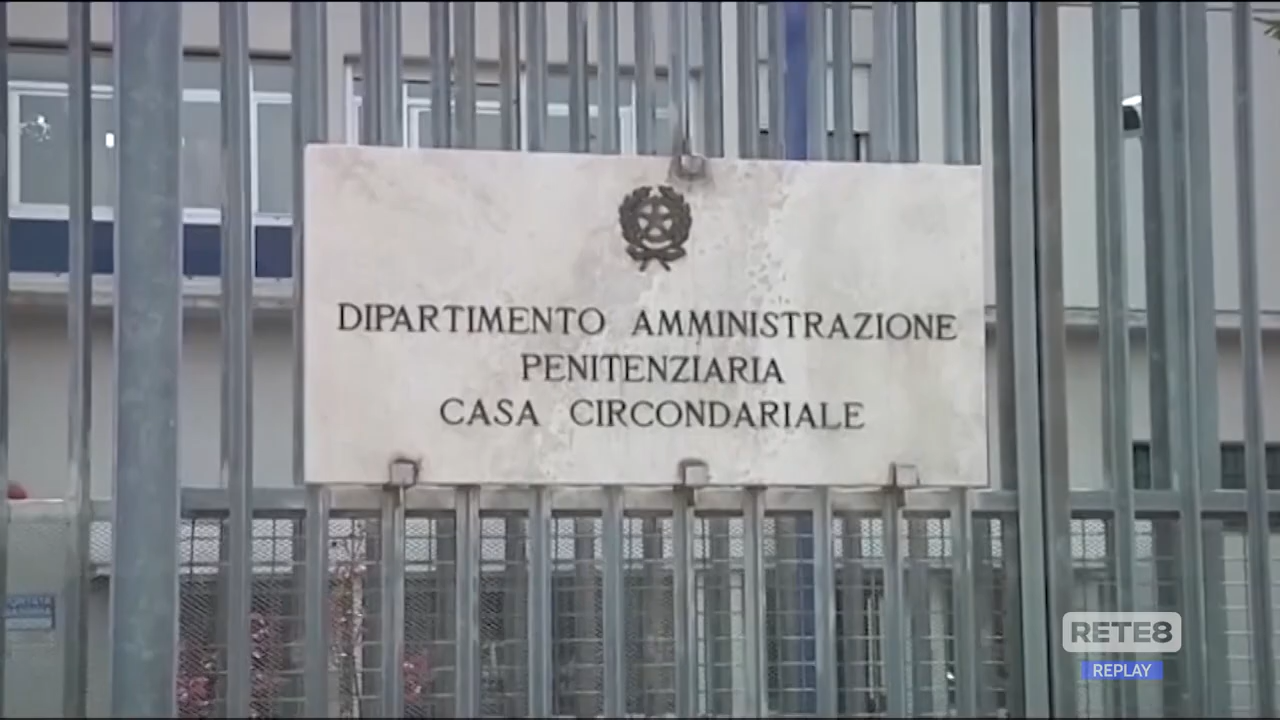 DIPARTIMENTO AMMINISTRAZIONE
PENITENZIARIA
CASA CIRCONDARIALE
RETE8
REPLAY